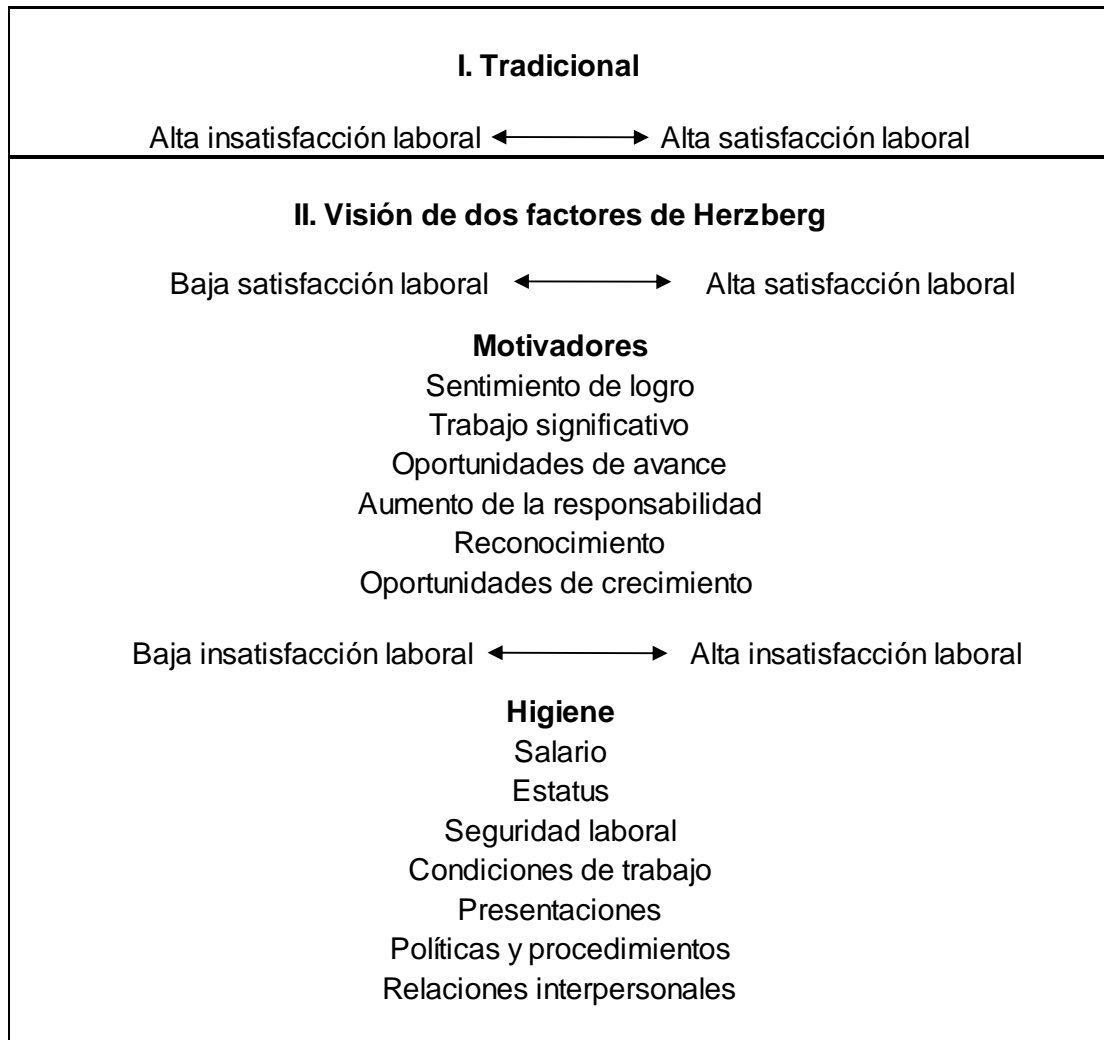 I. Tradicional
Alta insatisfacción laboral Alta satisfacción laboral
II. Visión de dos factores de Herzberg
Baja satisfacción laboral Alta satisfacción laboral
Motivadores
Sentimiento de logro
Trabajo significativo
Oportunidades de avance
Aumento de la responsabilidad
Reconocimiento
Oportunidades de crecimiento
Baja insatisfacción laboral Alta insatisfacción laboral
Higiene
Salario
Estatus
Seguridad laboral
Condiciones de trabajo
Presentaciones
Políticas y procedimientos
Relaciones interpersonales